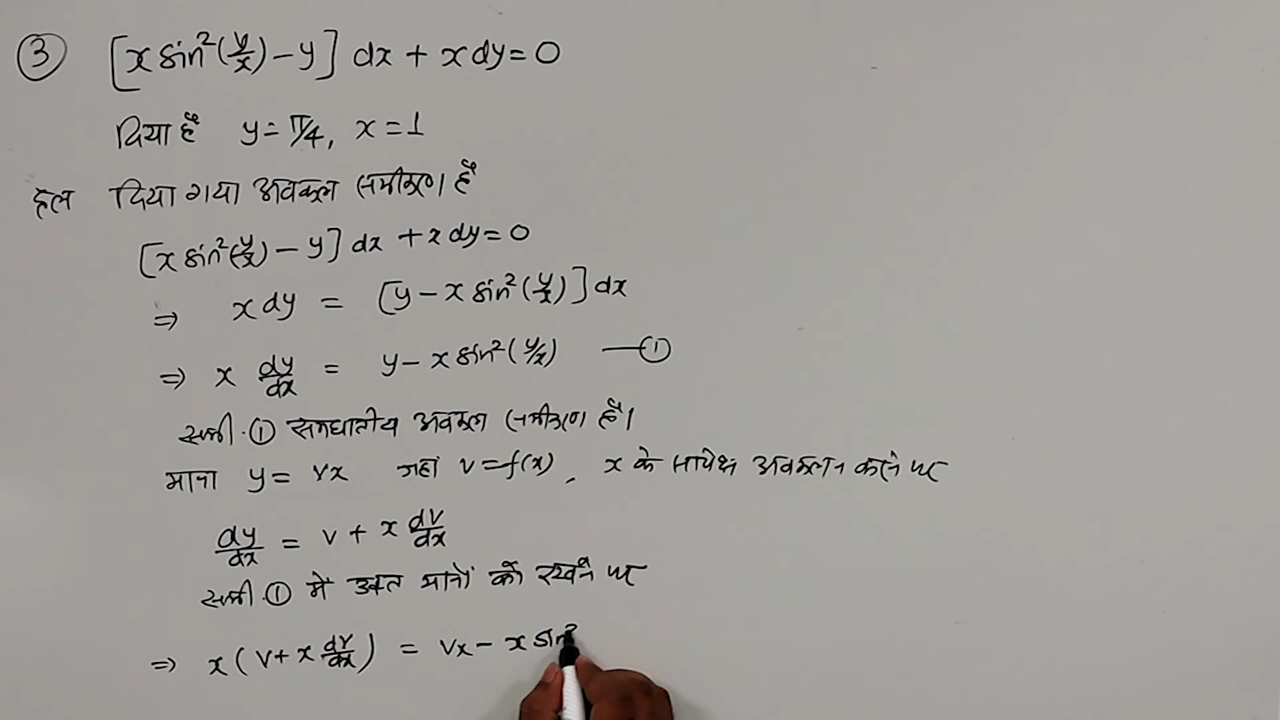 ③ [x sin²(y/x) − y] dx + x dy = 0
दिया है y = π/4, x = 1
हल दिया गया अवकल समीकरण है
[x sin²(y/x) − y] dx + x dy = 0
⇒ x dy = [y − x sin²(y/x)] dx
⇒ x dy/dx = y − x sin²(y/x) —①
समी. ① समघातीय अवकल समीकरण है।
माना y = vx जहां v = f(x), x के सापेक्ष अवकलन करने पर
dy/dx = v + x dv/dx
समी. ① में उक्त मानों को रखने पर
⇒ x(v + x dv/dx) = vx − x sin²